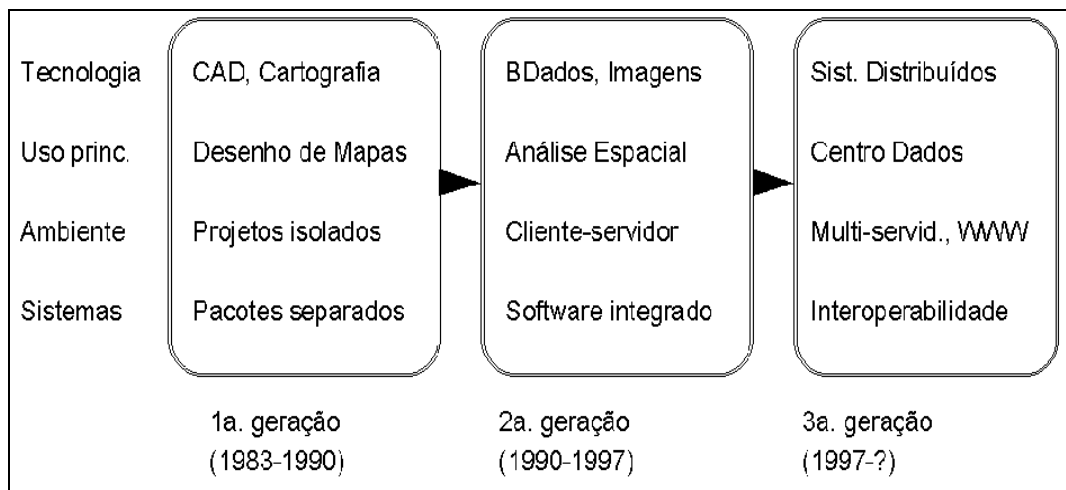 Tecnologia CAD, Cartografia BDados, Imagens Sist. Distribuídos
Uso princ. Desenho de Mapas Análise Espacial Centro Dados
Ambiente Projetos isolados Cliente-servidor Multi-servid., WWW
Sistemas Pacotes separados Software integrado Interoperabilidade
1a. geração 2a. geração 3a. geração
(1983-1990) (1990-1997) (1997-?)